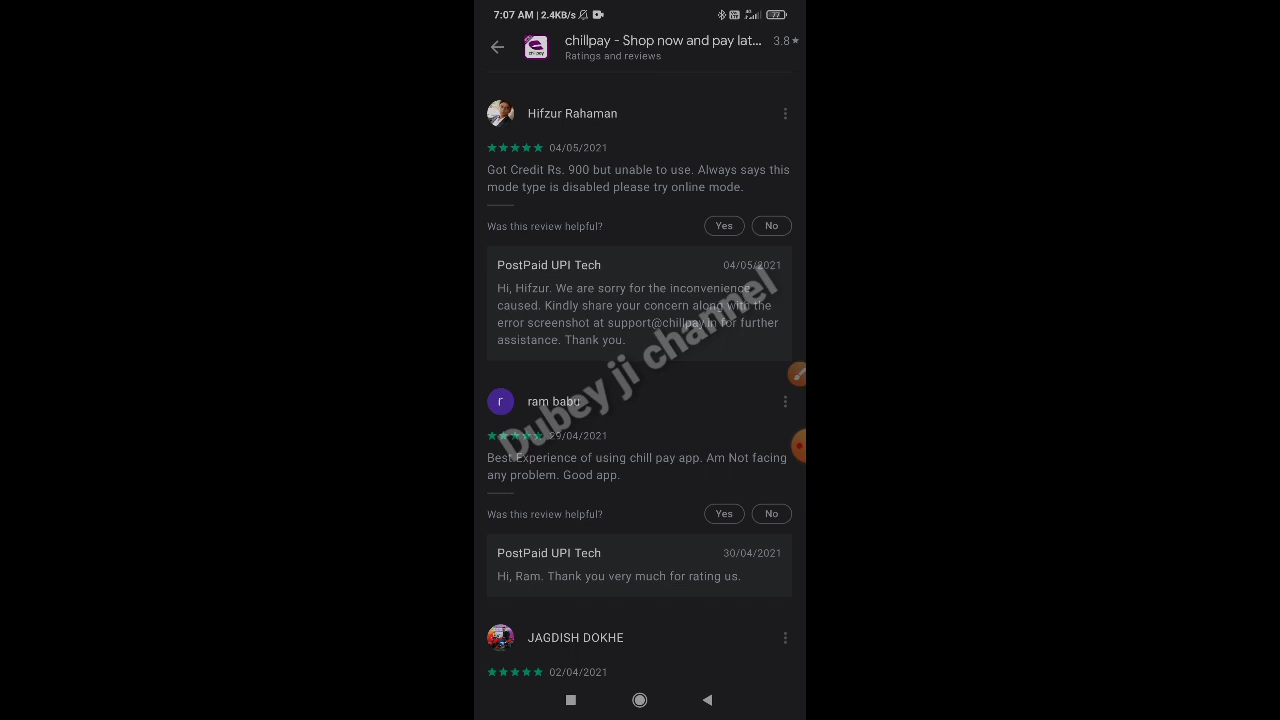 7:07 AM | 2.4KB/s
4G
77
chillpay - Shop now and pay lat... 3.8★
Ratings and reviews
chillpay
Hifzur Rahaman
★★★★★ 04/05/2021
Got Credit Rs. 900 but unable to use. Always says this
mode type is disabled please try online mode.
Was this review helpful? Yes No
PostPaid UPI Tech 04/05/2021
Hi, Hifzur. We are sorry for the inconvenience
caused. Kindly share your concern along with the
error screenshot at support@chillpay.in for further
assistance. Thank you.
Dubey ji channel
r
ram babu
★★★★★ 29/04/2021
Best Experience of using chill pay app. Am Not facing
any problem. Good app.
Was this review helpful? Yes No
PostPaid UPI Tech 30/04/2021
Hi, Ram. Thank you very much for rating us.
JAGDISH DOKHE
★★★★★ 02/04/2021